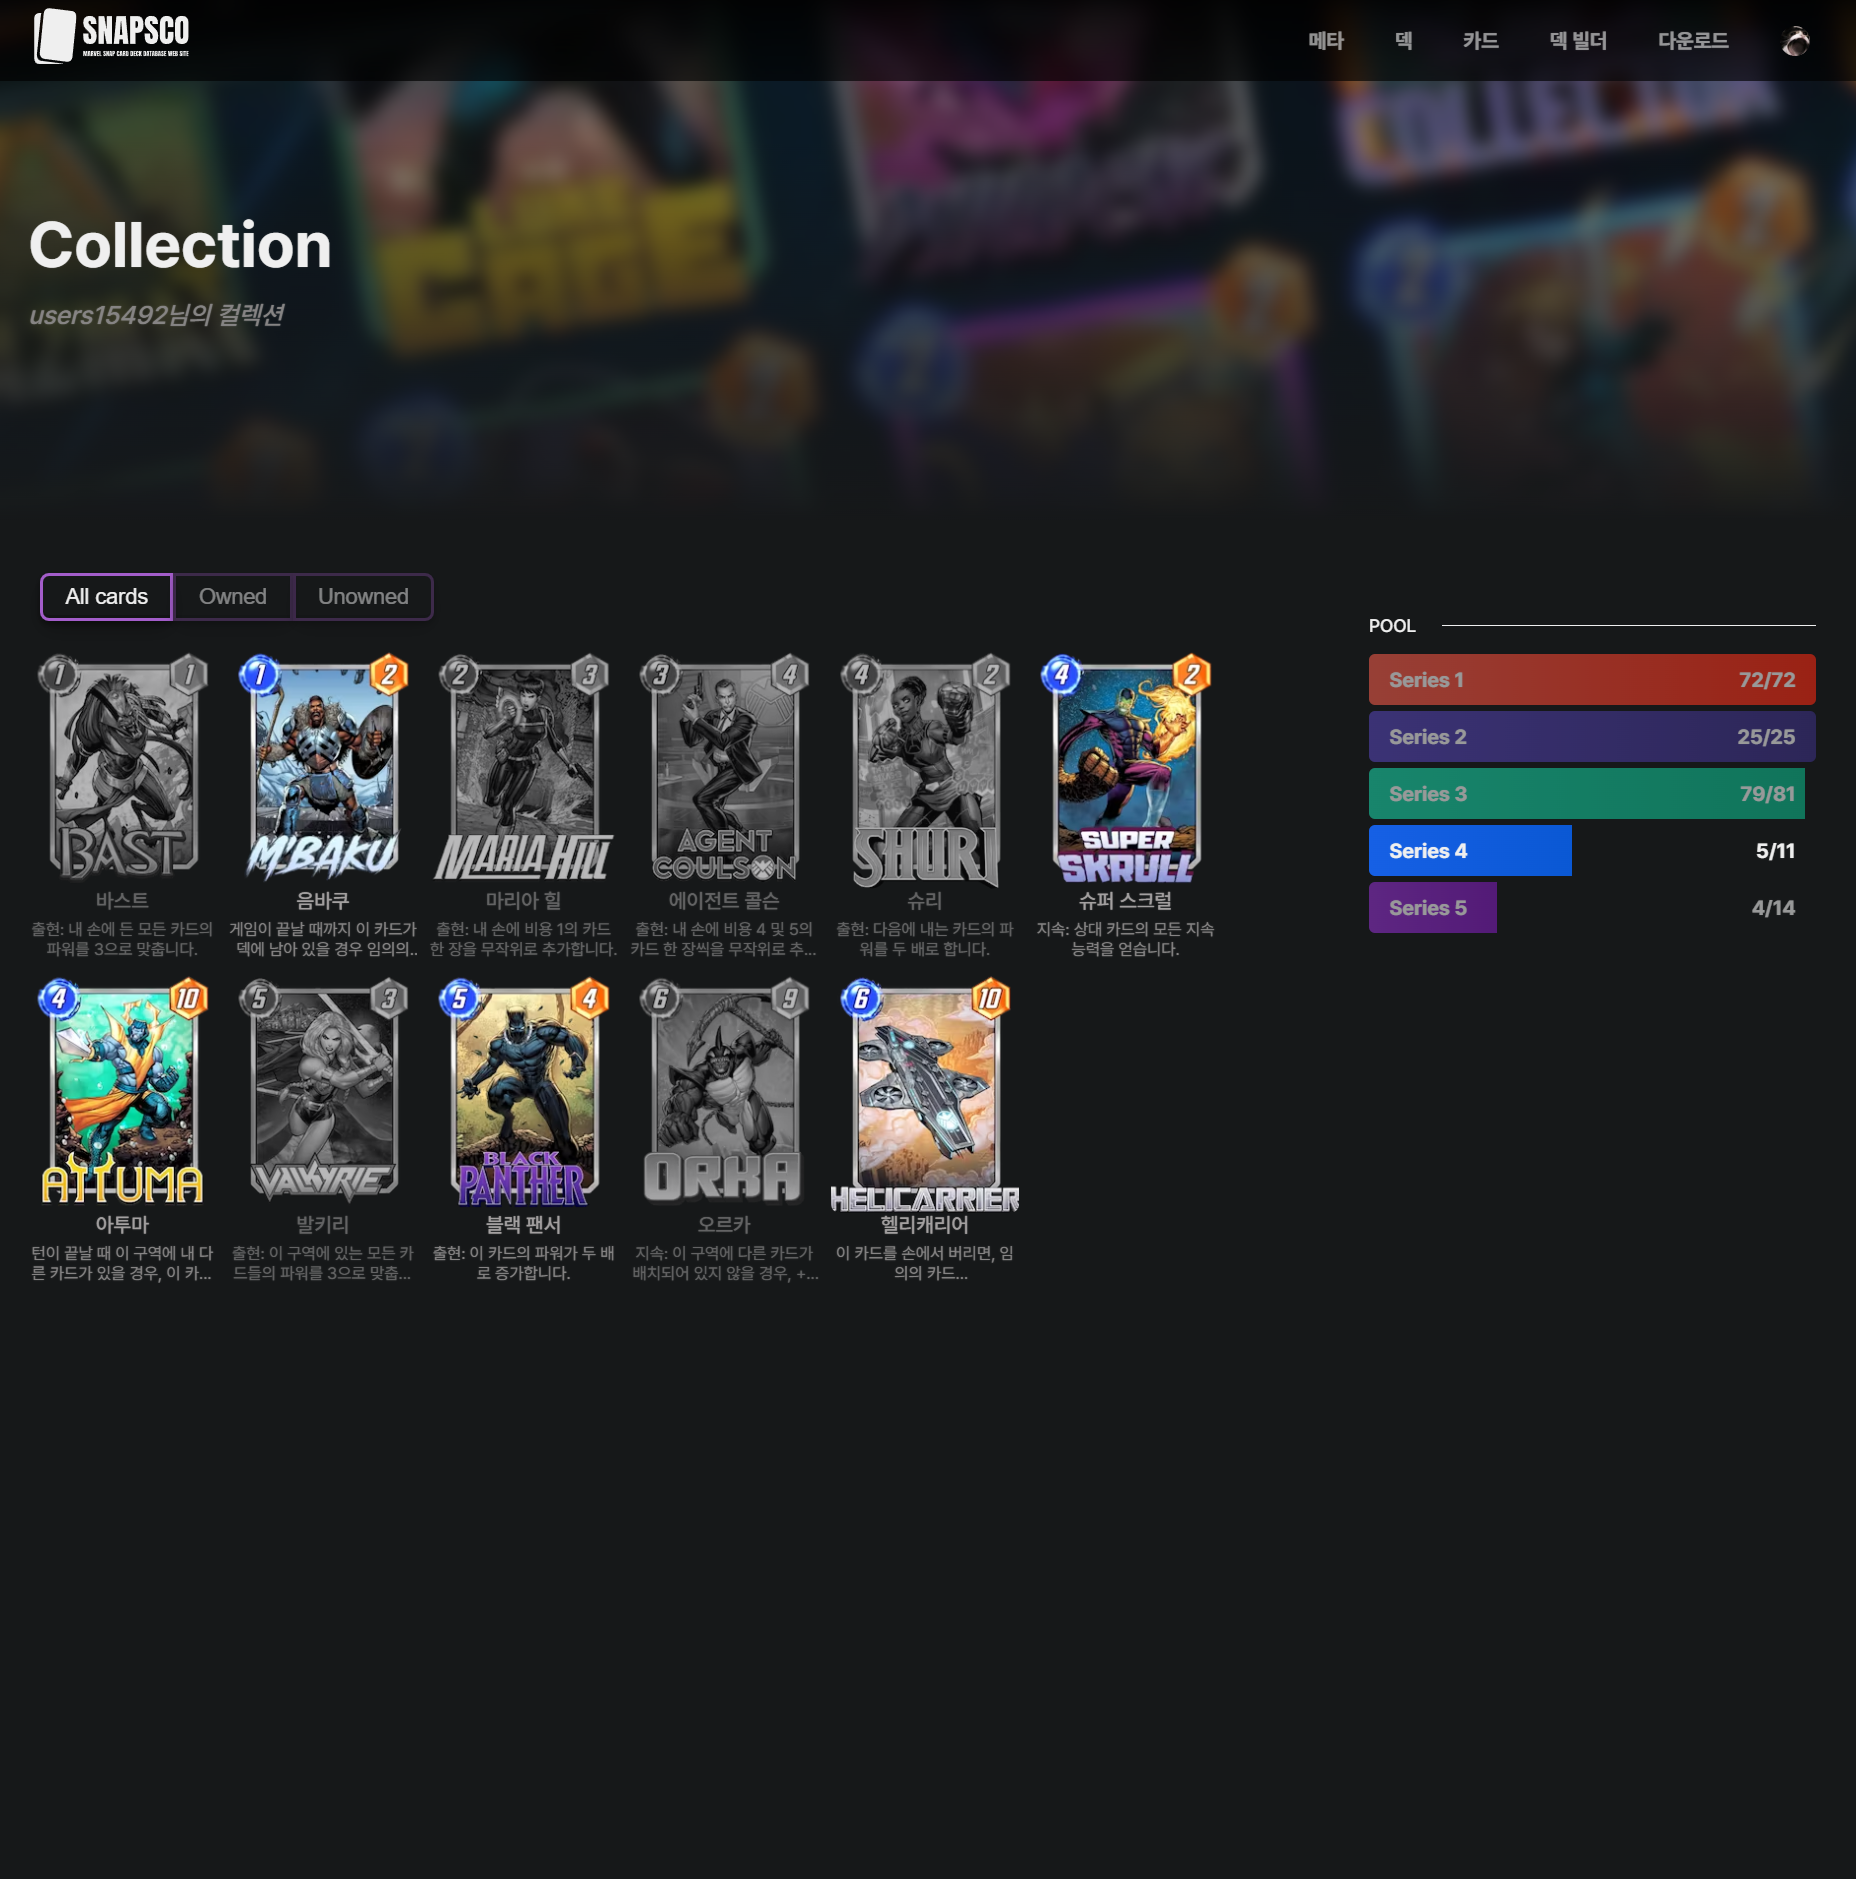 SNAPSCO
MARVEL SNAP CARD DECK DATABASE WEB SITE
메타
덱
카드
덱 빌더
다운로드
CAGE
Collection
users15492님의 컬렉션
All cards
Owned
Unowned
1
1
BAST
바스트
출현: 내 손에 든 모든 카드의
파워를 3으로 맞춥니다.
1
2
M'BAKU
음바쿠
게임이 끝날 때까지 이 카드가
덱에 남아 있을 경우 임의의..
2
3
MARIA HILL
마리아 힐
출현: 내 손에 비용 1의 카드
한 장을 무작위로 추가합니다.
3
4
AGENT
COULSON
에이전트 콜슨
출현: 내 손에 비용 4 및 5의
카드 한 장씩을 무작위로 추...
4
2
SHURI
슈리
출현: 다음에 내는 카드의 파
워를 두 배로 합니다.
4
2
SUPER
SKRULL
슈퍼 스크럴
지속: 상대 카드의 모든 지속
능력을 얻습니다.
4
10
ATTUMA
아투마
턴이 끝날 때 이 구역에 내 다
른 카드가 있을 경우, 이 카...
5
3
VALKYRIE
발키리
출현: 이 구역에 있는 모든 카
드들의 파워를 3으로 맞춥...
5
4
BLACK
PANTHER
블랙 팬서
출현: 이 카드의 파워가 두 배
로 증가합니다.
6
9
ORKA
오르카
지속: 이 구역에 다른 카드가
배치되어 있지 않을 경우, +...
6
10
HELICARRIER
헬리캐리어
이 카드를 손에서 버리면, 임
의의 카드...
POOL
Series 1 72/72
Series 2 25/25
Series 3 79/81
Series 4 5/11
Series 5 4/14